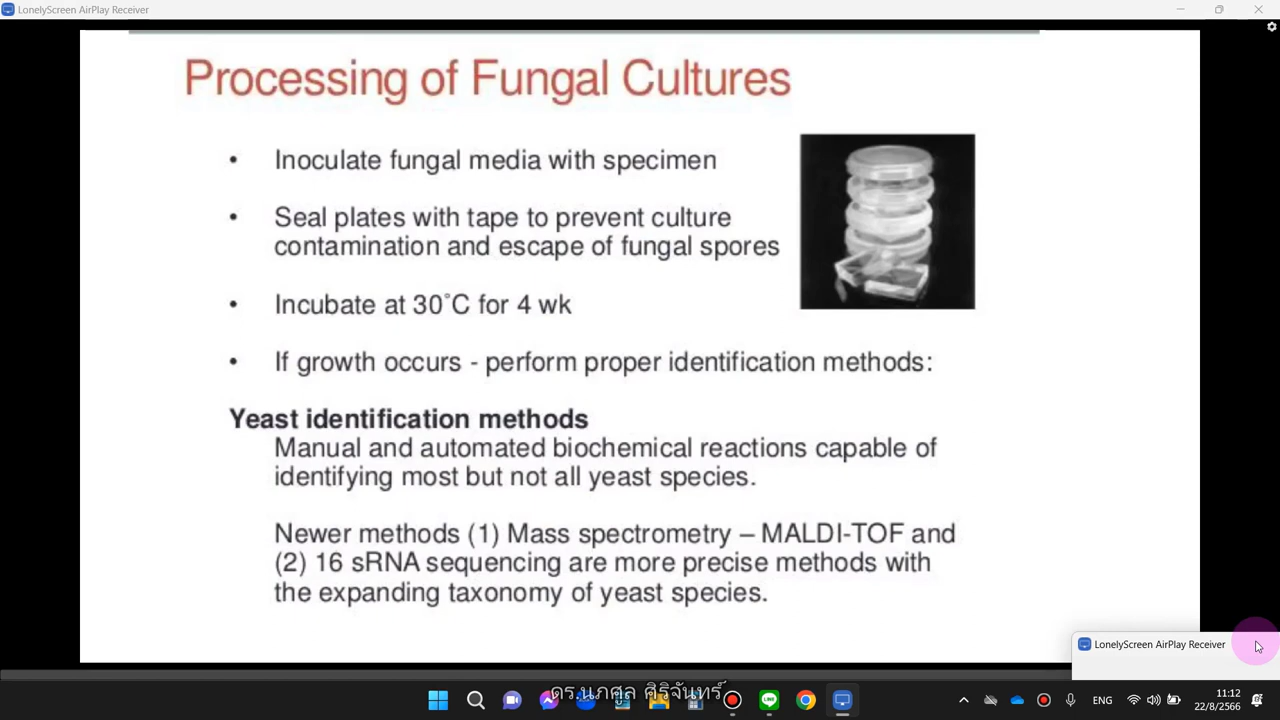 LonelyScreen AirPlay Receiver
Processing of Fungal Cultures
• Inoculate fungal media with specimen
• Seal plates with tape to prevent culture
contamination and escape of fungal spores
• Incubate at 30°C for 4 wk
• If growth occurs - perform proper identification methods:
Yeast identification methods
Manual and automated biochemical reactions capable of
identifying most but not all yeast species.
Newer methods (1) Mass spectrometry – MALDI-TOF and
(2) 16 sRNA sequencing are more precise methods with
the expanding taxonomy of yeast species.
LonelyScreen AirPlay Receiver
ดร.นภศูล ศิริจันทร์
ENG
11:12
22/8/2566